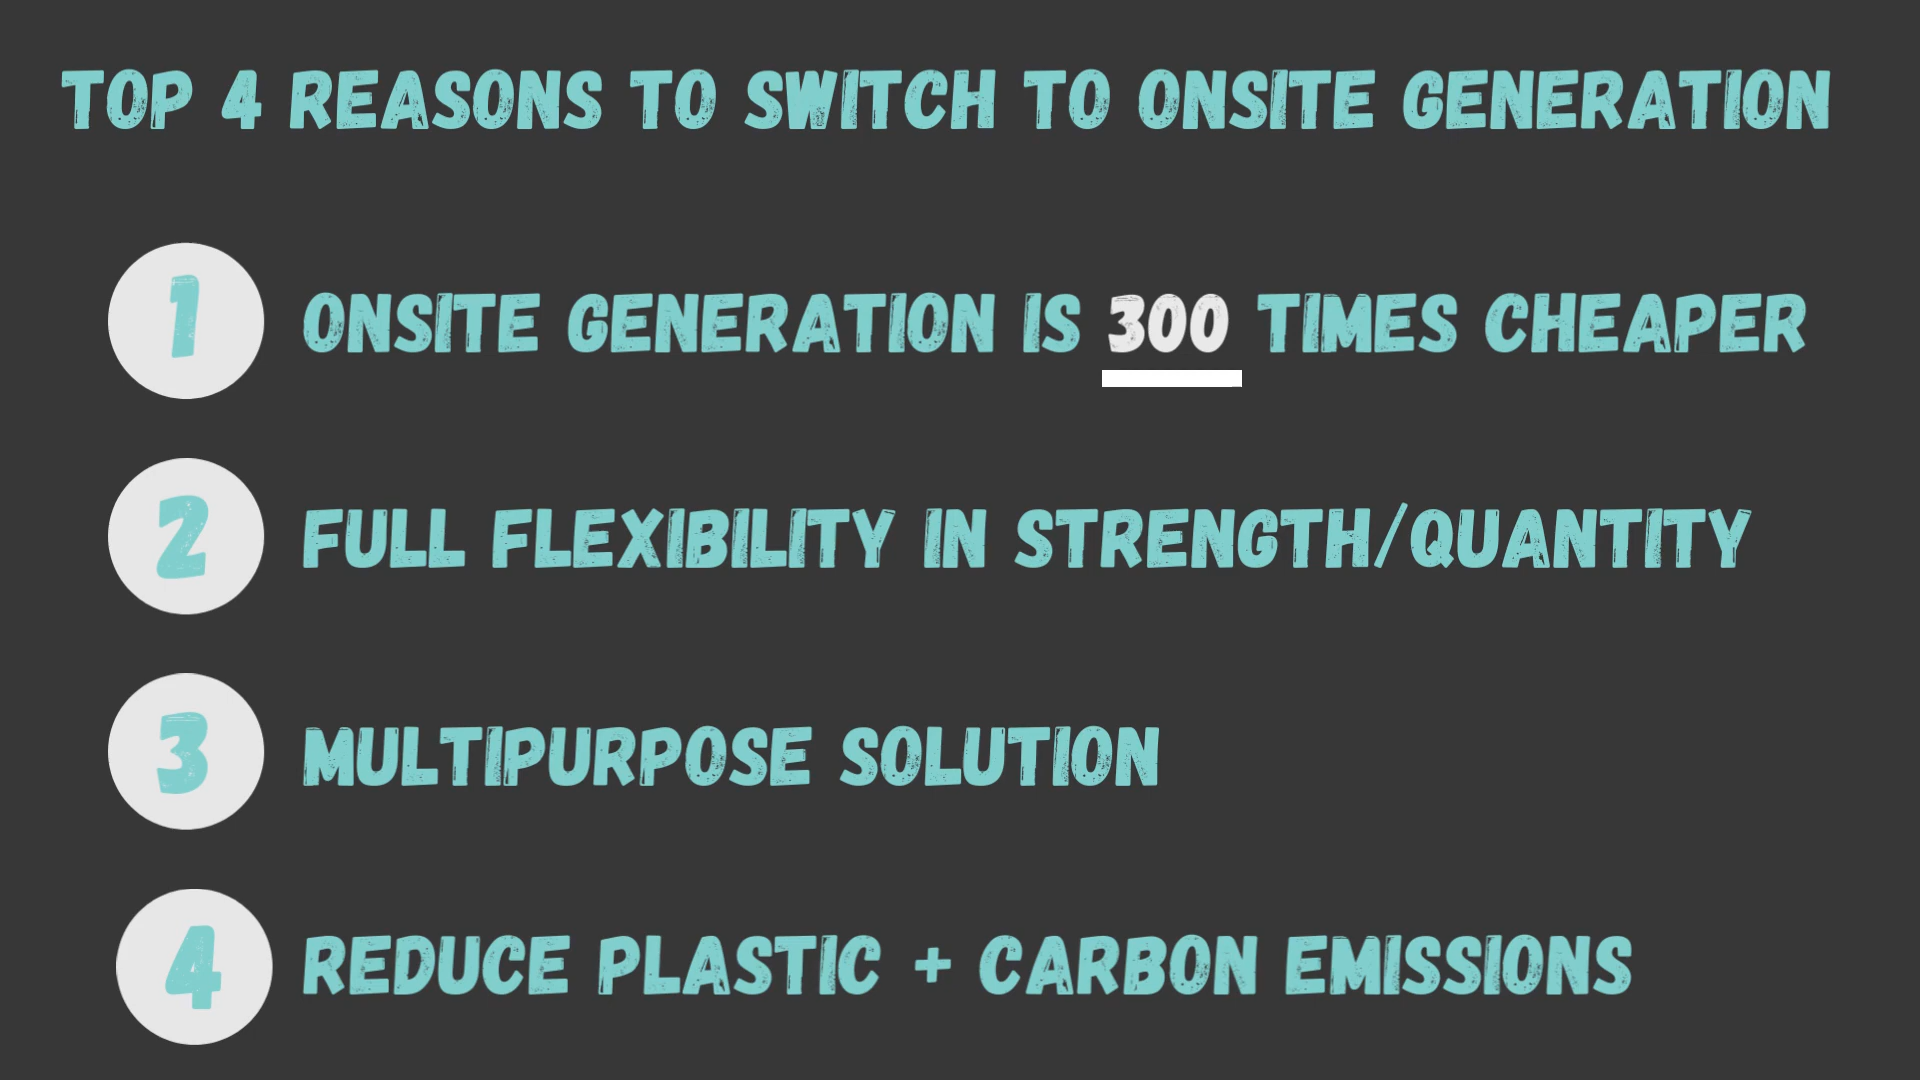 TOP 4 REASONS TO SWITCH TO ONSITE GENERATION
1 ONSITE GENERATION IS 300 TIMES CHEAPER
2 FULL FLEXIBILITY IN STRENGTH/QUANTITY
3 MULTIPURPOSE SOLUTION
4 REDUCE PLASTIC + CARBON EMISSIONS